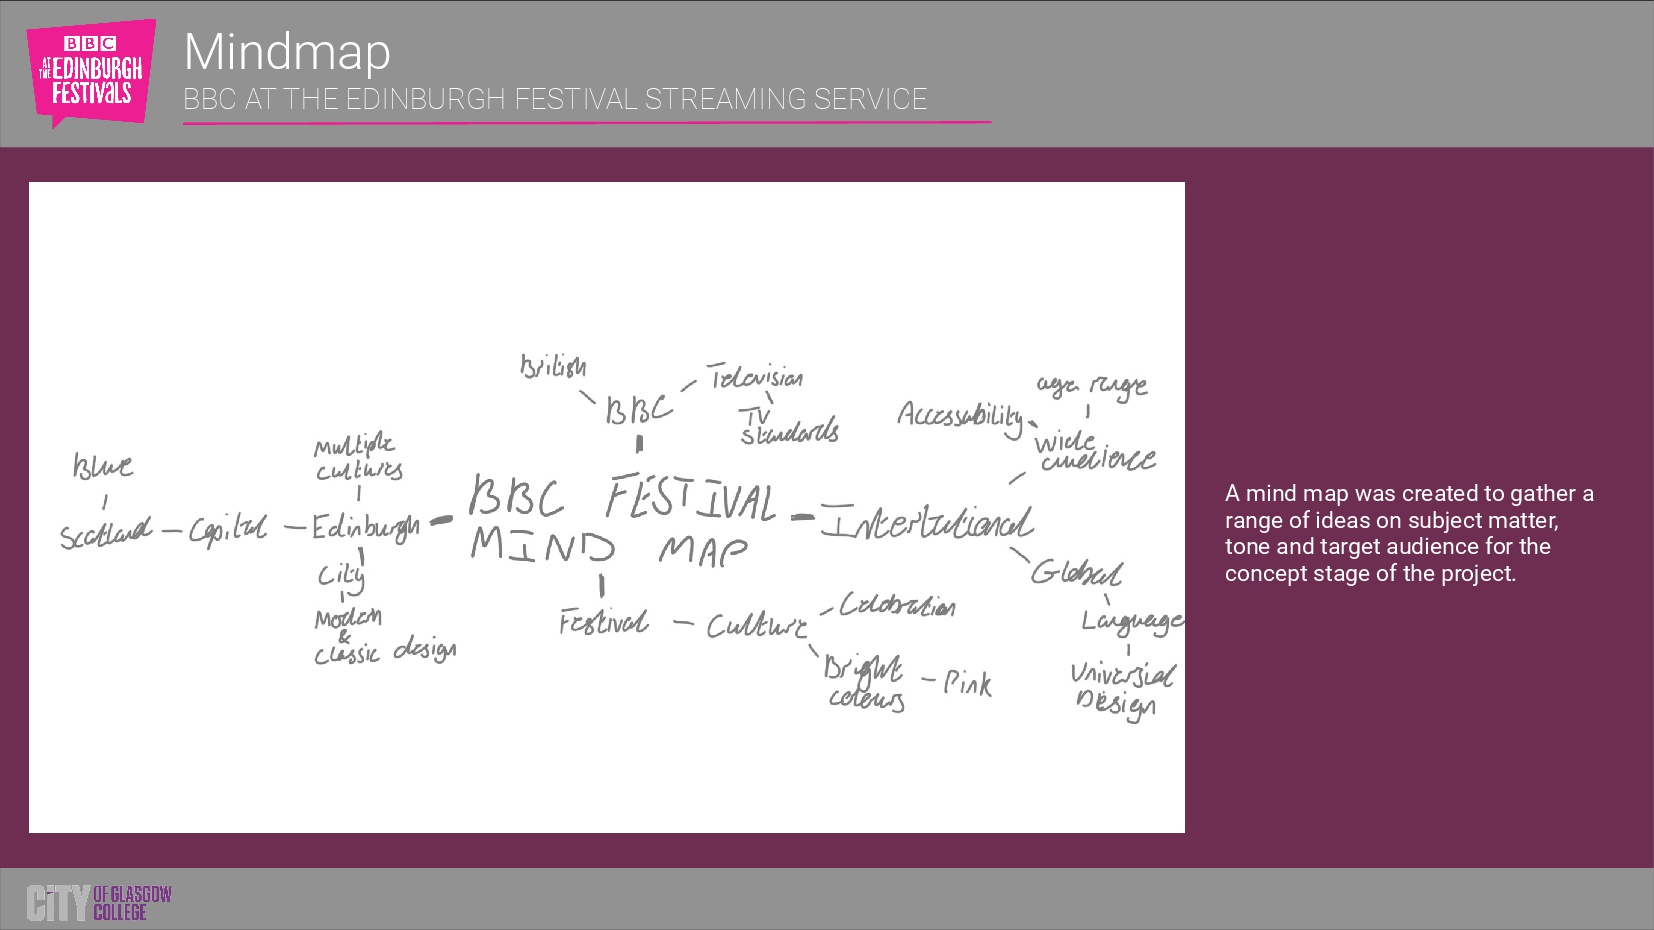 BBC
AT
THE EDINBURGH
FESTIVALS
Mindmap
BBC AT THE EDINBURGH FESTIVAL STREAMING SERVICE
British
Television
BBC
TV
Standards
age range
Accessability
wide
audience
Multiple
cultures
Blue
BBC FESTIVAL
MIND MAP
Scotland
Capital
Edinburgh
Intertational
City
Modern
&
classic design
Global
Language
Universial
Design
Festival
Culture
Celebration
Bright
colours
Pink
A mind map was created to gather a
range of ideas on subject matter,
tone and target audience for the
concept stage of the project.
CiTY OF GLASGOW
COLLEGE